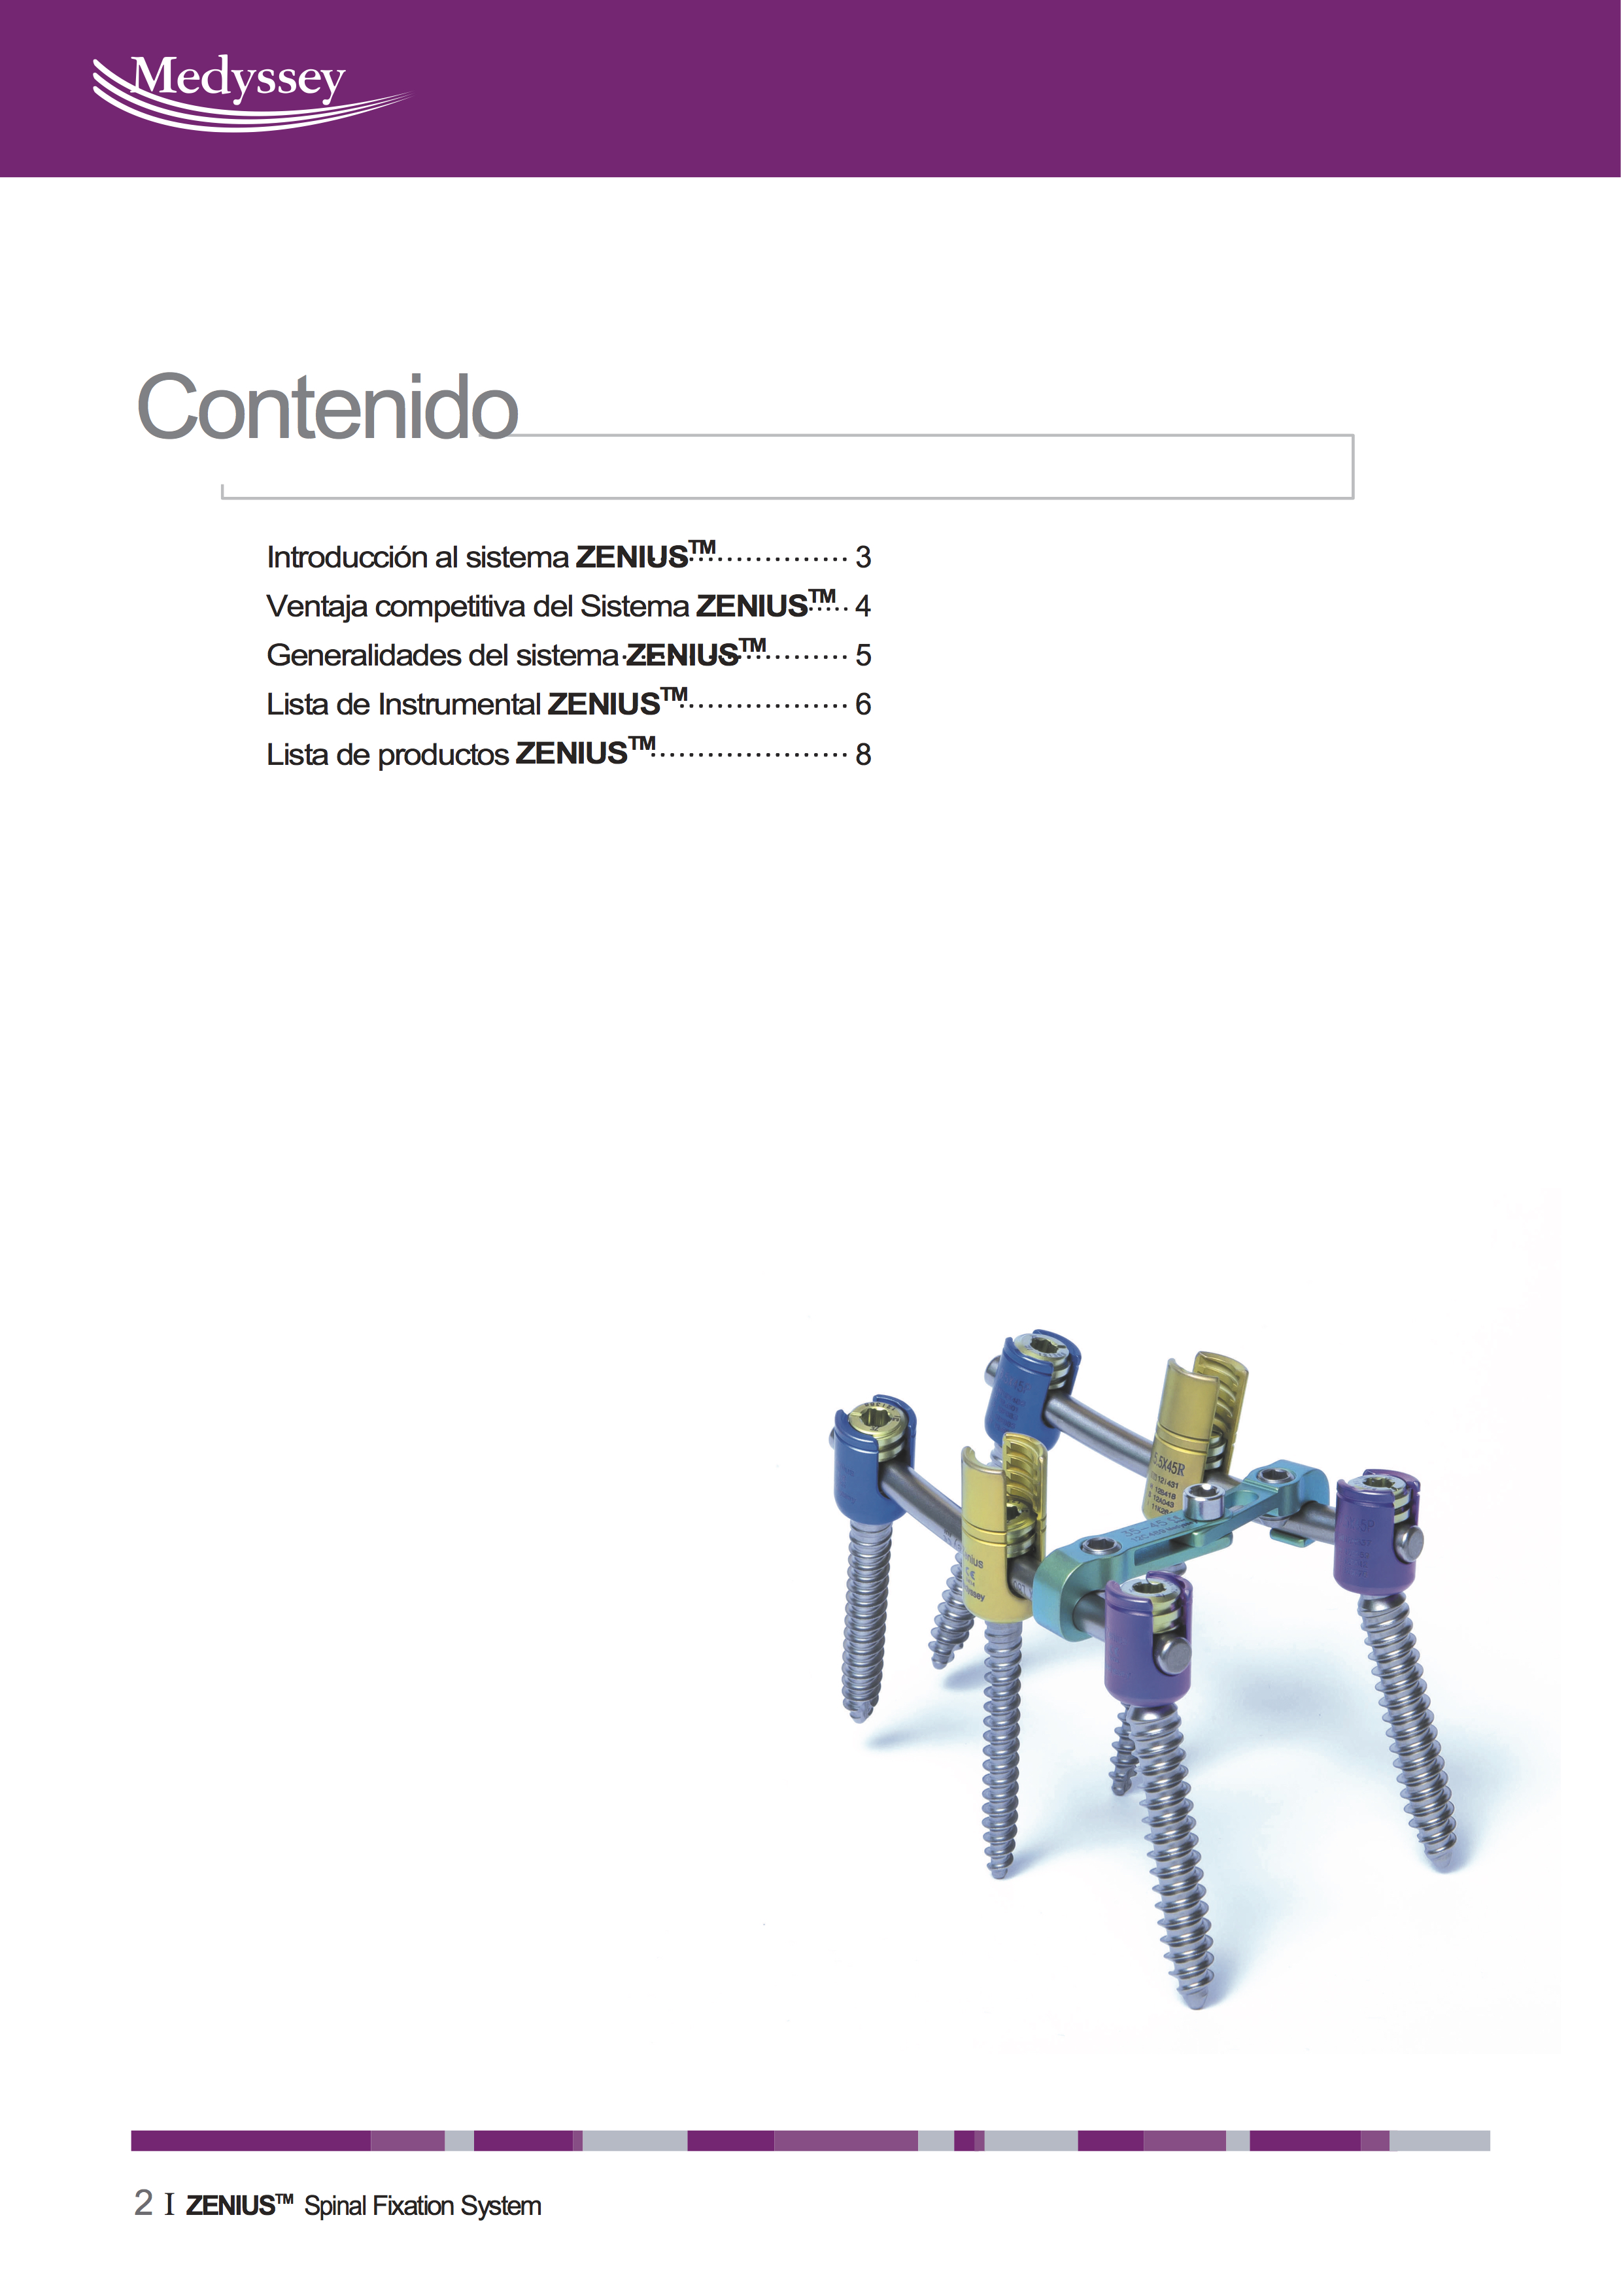 Medyssey
Contenido
Introducción al sistema ZENIUS™ 3
Ventaja competitiva del Sistema ZENIUS™ 4
Generalidades del sistema ZENIUS™ 5
Lista de Instrumental ZENIUS™ 6
Lista de productos ZENIUS™ 8
5.5X45R
2 I ZENIUS™ Spinal Fixation System